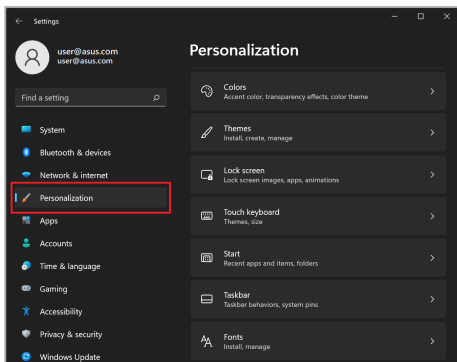 Settings
user@asus.com
user@asus.com
Find a setting
System
Bluetooth & devices
Network & internet
Personalization
Apps
Accounts
Time & language
Gaming
Accessibility
Privacy & security
Windows Update
Personalization
Colors
Accent color, transparency effects, color theme
Themes
Install, create, manage
Lock screen
Lock screen images, apps, animations
Touch keyboard
Themes, size
Start
Recent apps and items, folders
Taskbar
Taskbar behaviors, system pins
Fonts
Install, manage